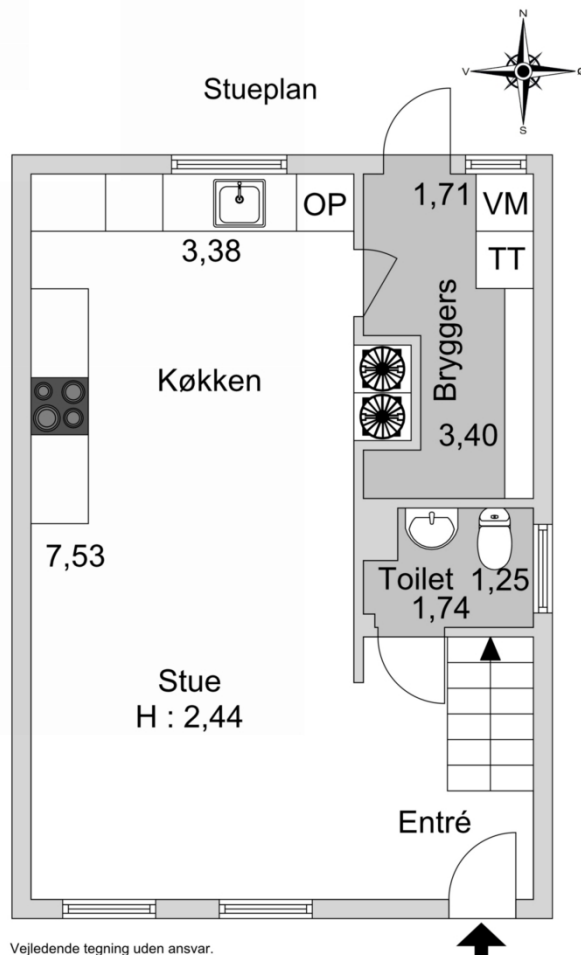 N
V
Ø
S
Stueplan
OP
1,71
VM
TT
3,38
Køkken
Bryggers
3,40
7,53
Toilet
1,25
1,74
Stue
H : 2,44
Entré
Vejledende tegning uden ansvar.